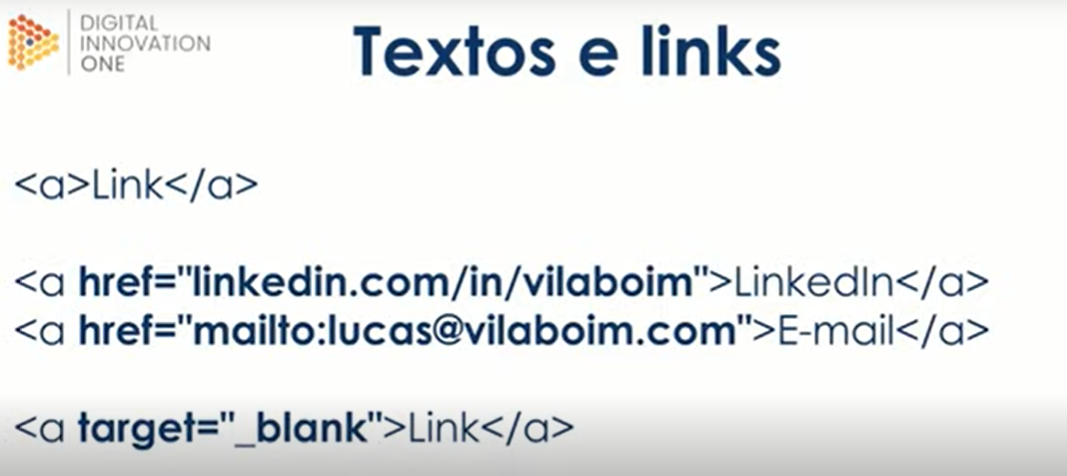 DIGITAL
INNOVATION
ONE
Textos e links
<a>Link</a>
<a href="linkedin.com/in/vilaboim">LinkedIn</a>
<a href="mailto:lucas@vilaboim.com">E-mail</a>
<a target="_blank">Link</a>